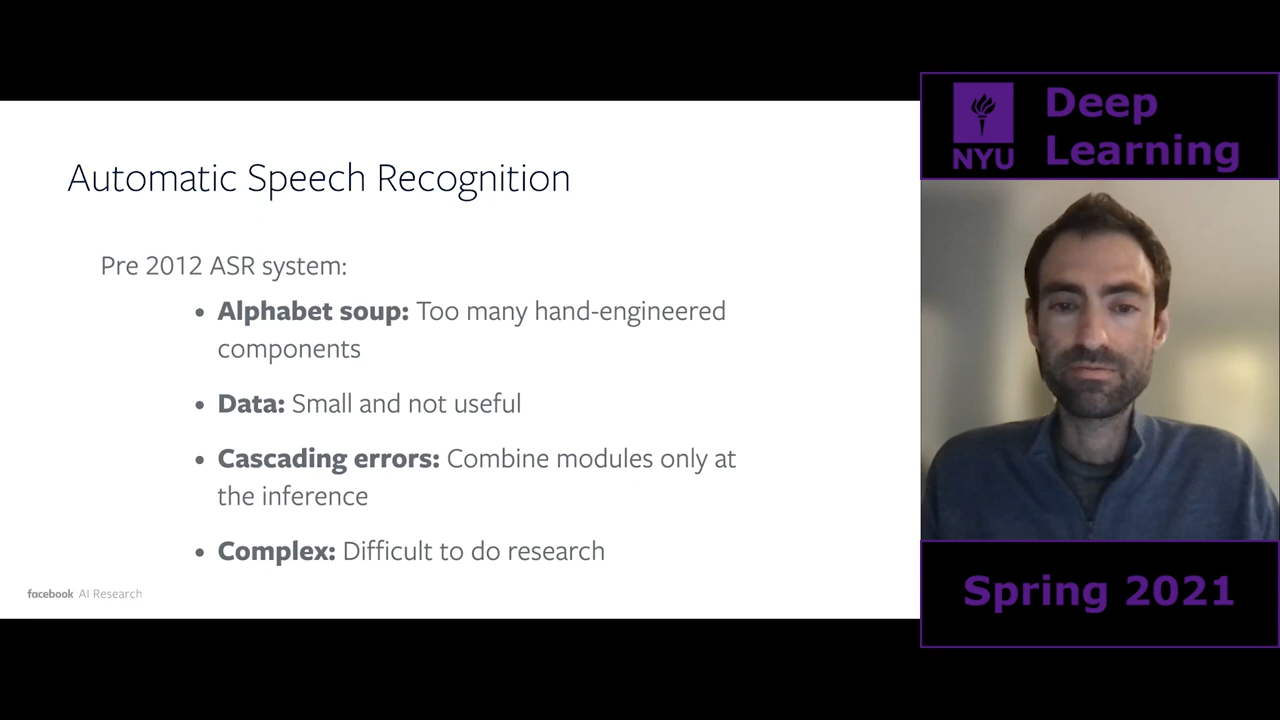 Automatic Speech Recognition
Pre 2012 ASR system:
• Alphabet soup: Too many hand-engineered
components
• Data: Small and not useful
• Cascading errors: Combine modules only at
the inference
• Complex: Difficult to do research
facebook AI Research
NYU
Deep
Learning
Spring 2021